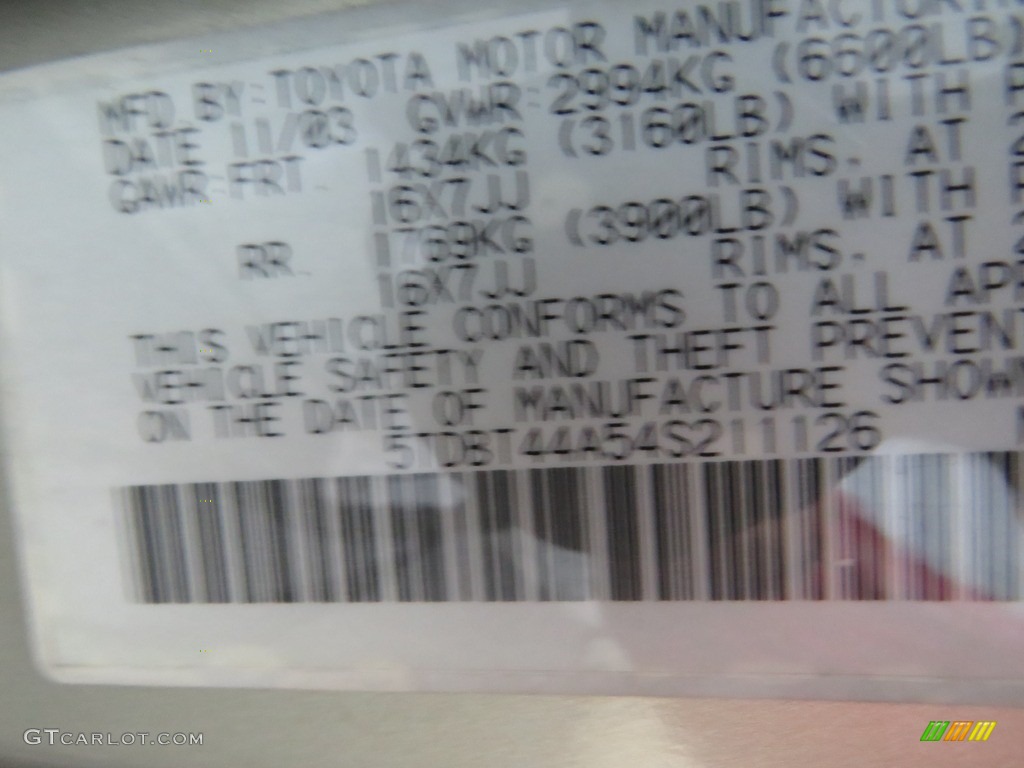 MFD BY:TOYOTA MOTOR MANUFACTURING
DATE 11/03 GVWR:2994KG (6600LB)
GAWR:FRT. 1434KG (3160LB) WITH
16X7JJ RIMS. AT
RR. 1769KG (3900LB) WITH
16X7JJ RIMS. AT
THIS VEHICLE CONFORMS TO ALL
VEHICLE SAFETY AND THEFT PREVENT
ON THE DATE OF MANUFACTURE SHOWN
5TDBT44A54S211126
GTCARLOT.COM